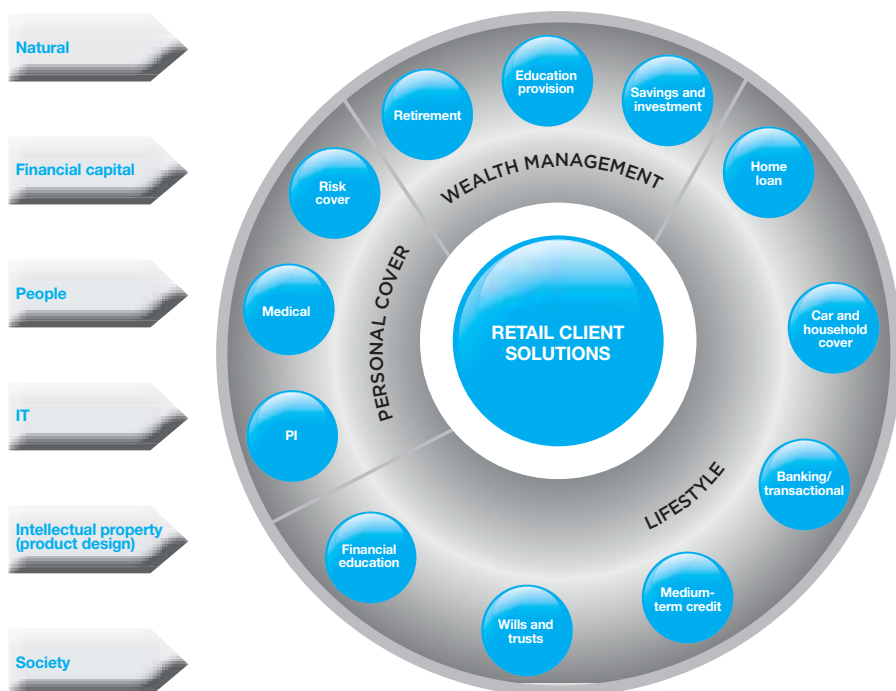 Natural
Financial capital
People
IT
Intellectual property
(product design)
Society
RETAIL CLIENT
SOLUTIONS
WEALTH MANAGEMENT
Retirement
Education
provision
Savings and
investment
LIFESTYLE
Home
loan
Car and
household
cover
Banking/
transactional
Medium-
term credit
Wills and
trusts
Financial
education
PERSONAL COVER
PI
Medical
Risk
cover